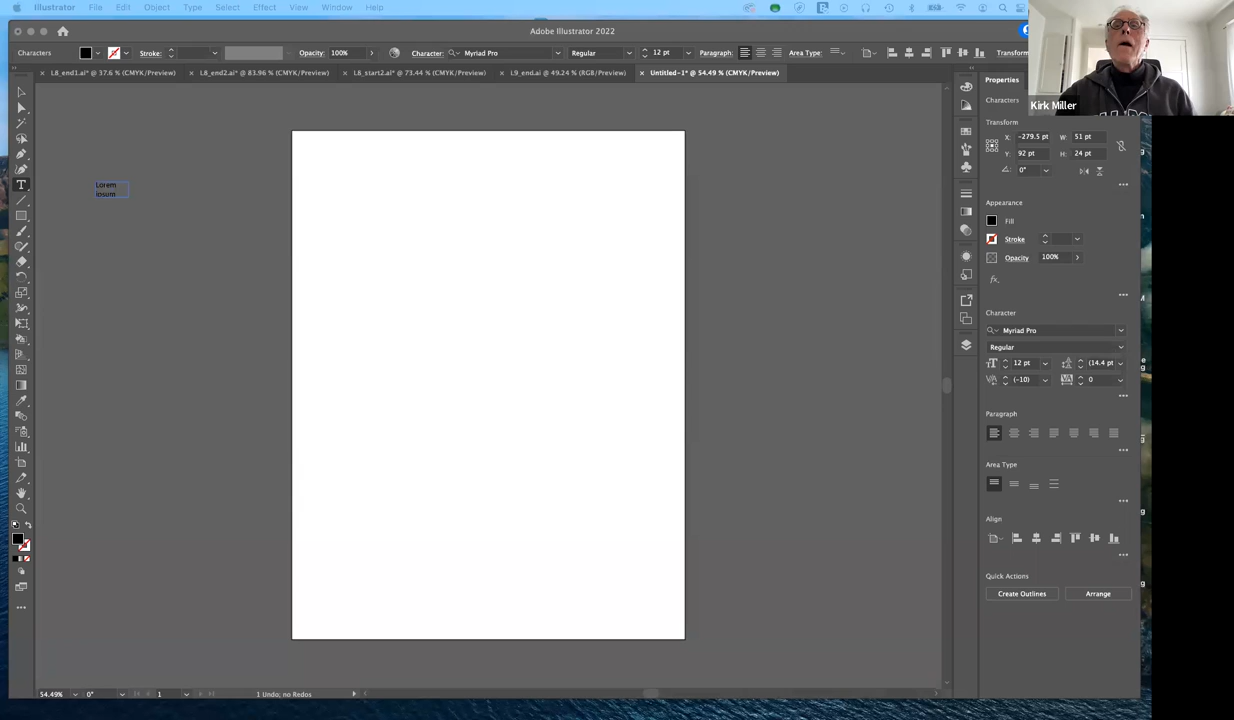 Illustrator File Edit Object Type Select Effect View Window Help
Adobe Illustrator 2022
Characters Stroke: Opacity: 100% Character: Myriad Pro Regular 12 pt Paragraph: Area Type: Transform
L8_end1.ai* @ 37.6 % (CMYK/Preview) L8_end2.ai* @ 83.96 % (CMYK/Preview) L8_start2.ai* @ 73.44 % (CMYK/Preview) L9_end.ai @ 49.24 % (RGB/Preview) Untitled-1* @ 54.49 % (CMYK/Preview)
Kirk Miller
Lorem
ipsum
Properties
Characters
Transform
X: -279.5 pt W: 51 pt
Y: 92 pt H: 24 pt
0°
Appearance
Fill
Stroke
Opacity 100%
fx.
Character
Myriad Pro
Regular
12 pt (14.4 pt
(-10) 0
Paragraph
Area Type
Align
Quick Actions
Create Outlines Arrange
54.49% 0° 1 1 Undo; no Redos